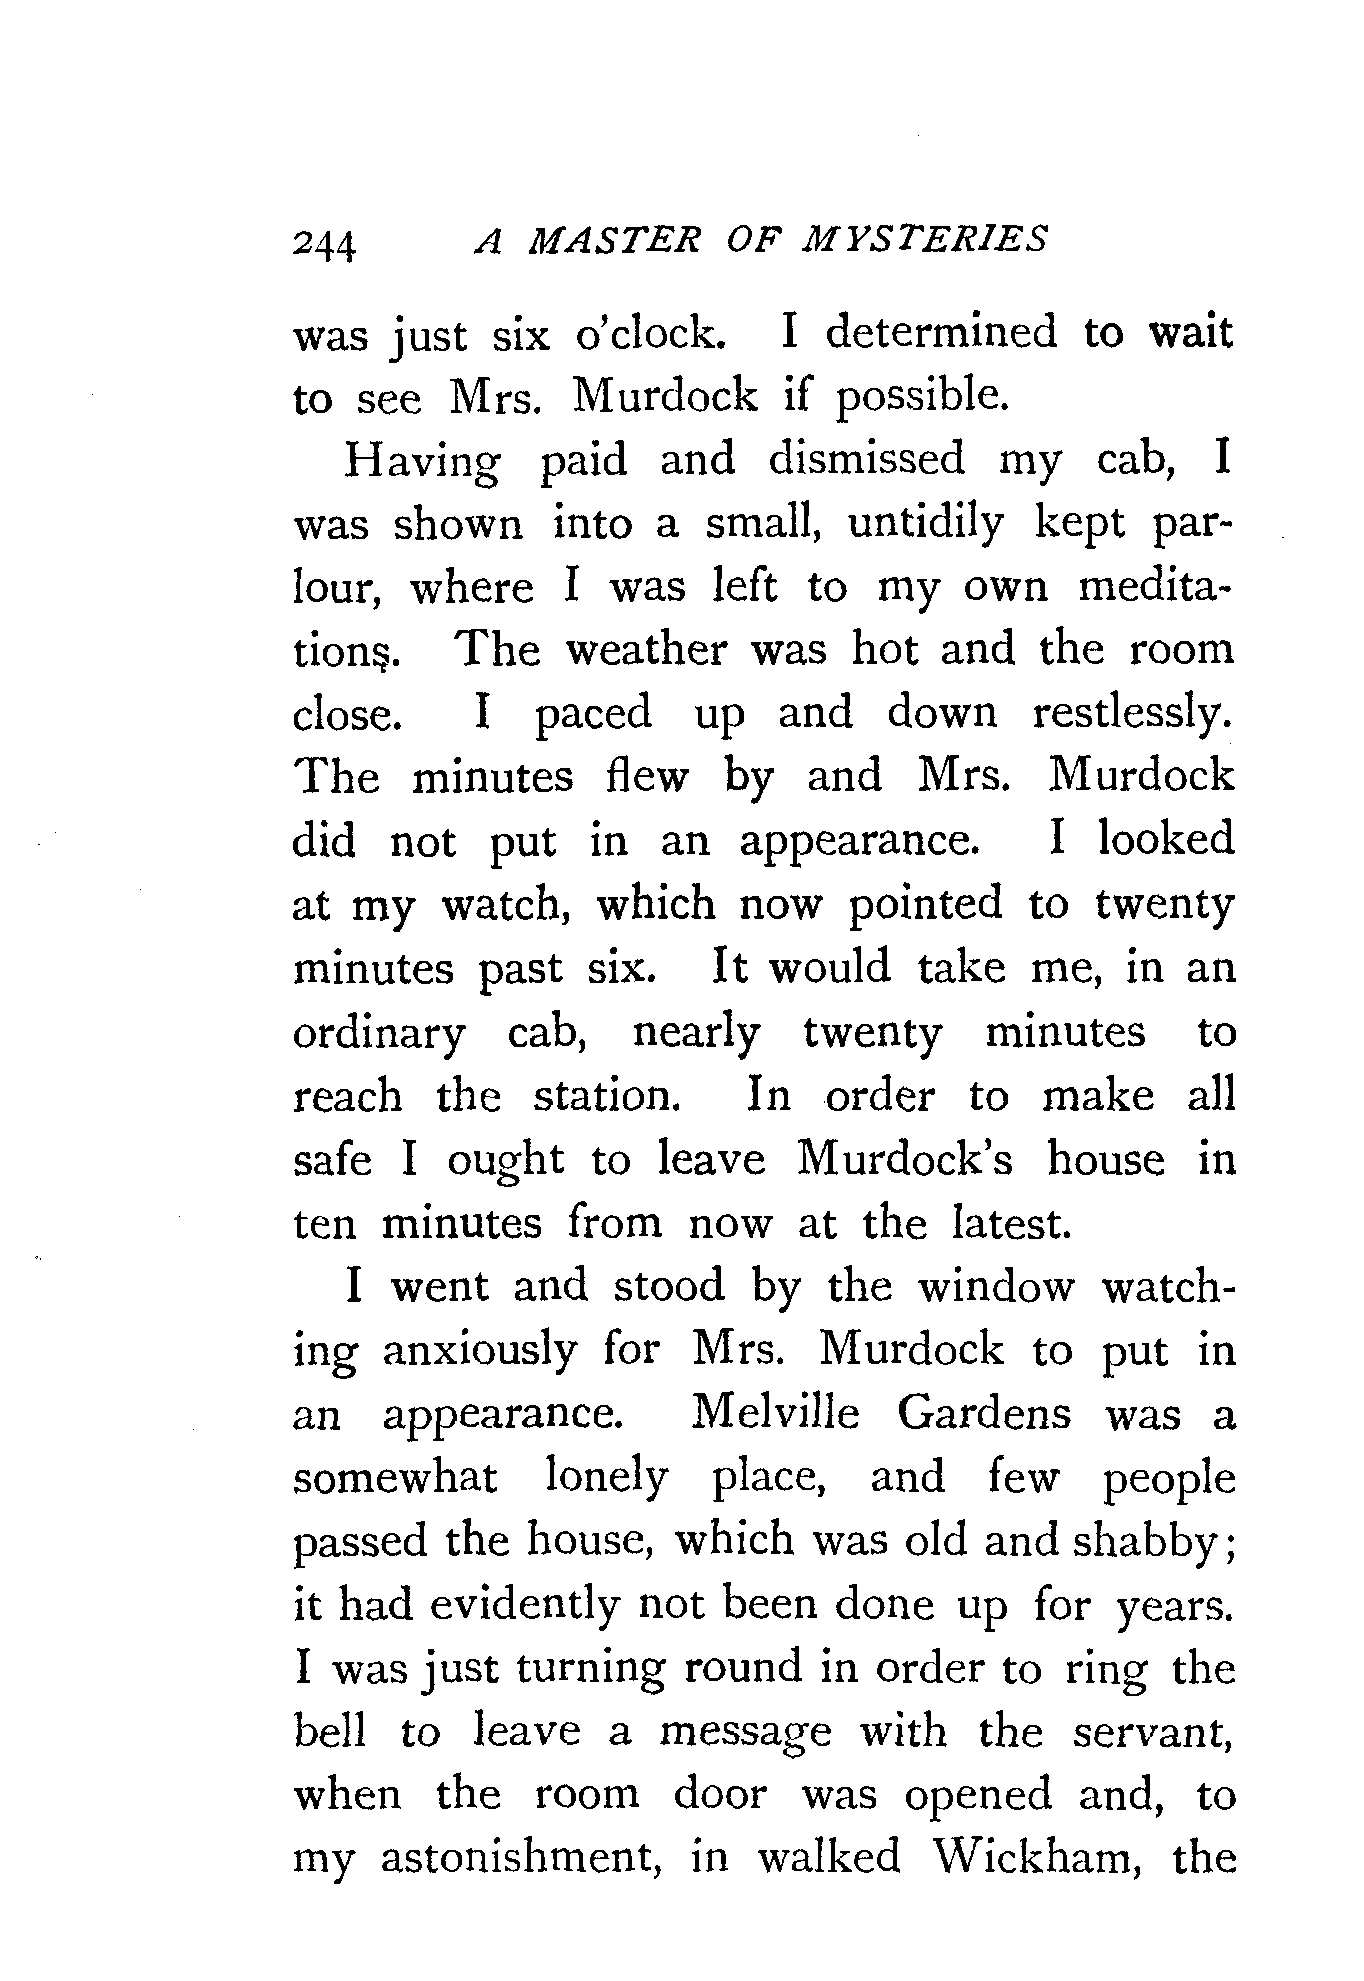 244 A MASTER OF MYSTERIES
was just six o'clock. I determined to wait
to see Mrs. Murdock if possible.
Having paid and dismissed my cab, I
was shown into a small, untidily kept par-
lour, where I was left to my own medita-
tions. The weather was hot and the room
close. I paced up and down restlessly.
The minutes flew by and Mrs. Murdock
did not put in an appearance. I looked
at my watch, which now pointed to twenty
minutes past six. It would take me, in an
ordinary cab, nearly twenty minutes to
reach the station. In order to make all
safe I ought to leave Murdock's house in
ten minutes from now at the latest.
I went and stood by the window watch-
ing anxiously for Mrs. Murdock to put in
an appearance. Melville Gardens was a
somewhat lonely place, and few people
passed the house, which was old and shabby;
it had evidently not been done up for years.
I was just turning round in order to ring the
bell to leave a message with the servant,
when the room door was opened and, to
my astonishment, in walked Wickham, the